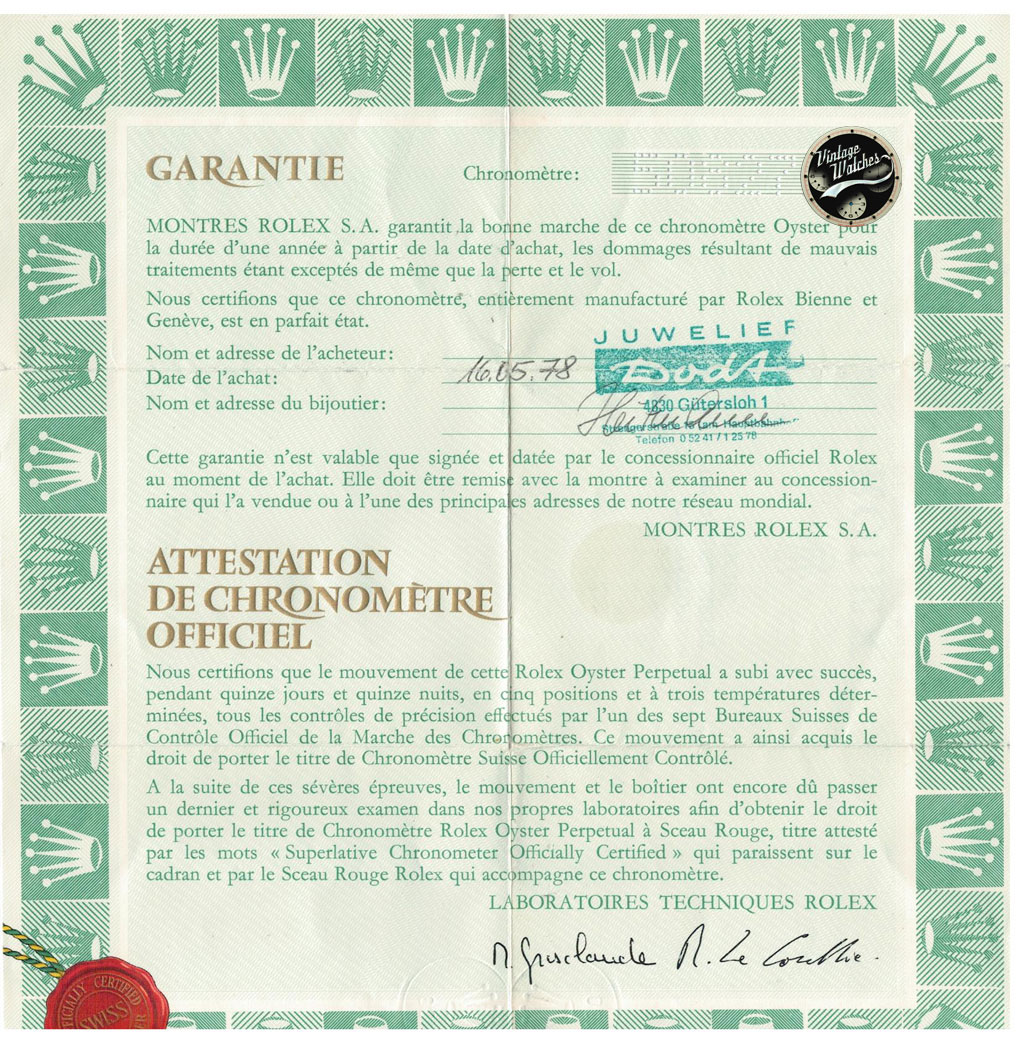 GARANTIE
Chronomètre:
Vintage
Watches
MONTRES ROLEX S.A. garantit la bonne marche de ce chronomètre Oyster pour
la durée d'une année à partir de la date d'achat, les dommages résultant de mauvais
traitements étant exceptés de même que la perte et le vol.
Nous certifions que ce chronomètre, entièrement manufacturé par Rolex Bienne et
Genève, est en parfait état.
Nom et adresse de l'acheteur:
Date de l'achat: 16.05.78
Nom et adresse du bijoutier:
JUWELIER
DodA
4830 Gütersloh 1
Hauptbahnh
Telefon 0 52 41 / 1 25 78
Cette garantie n'est valable que signée et datée par le concessionnaire officiel Rolex
au moment de l'achat. Elle doit être remise avec la montre à examiner au concession-
naire qui l'a vendue ou à l'une des principales adresses de notre réseau mondial.
MONTRES ROLEX S.A.
ATTESTATION
DE CHRONOMÈTRE
OFFICIEL
Nous certifions que le mouvement de cette Rolex Oyster Perpetual a subi avec succès,
pendant quinze jours et quinze nuits, en cinq positions et à trois températures déter-
minées, tous les contrôles de précision effectués par l'un des sept Bureaux Suisses de
Contrôle Officiel de la Marche des Chronomètres. Ce mouvement a ainsi acquis le
droit de porter le titre de Chronomètre Suisse Officiellement Contrôlé.
A la suite de ces sévères épreuves, le mouvement et le boîtier ont encore dû passer
un dernier et rigoureux examen dans nos propres laboratoires afin d'obtenir le droit
de porter le titre de Chronomètre Rolex Oyster Perpetual à Sceau Rouge, titre attesté
par les mots « Superlative Chronometer Officially Certified » qui paraissent sur le
cadran et par le Sceau Rouge Rolex qui accompagne ce chronomètre.
LABORATOIRES TECHNIQUES ROLEX
R. Le Coultre.
CERTIFIED
SWISS